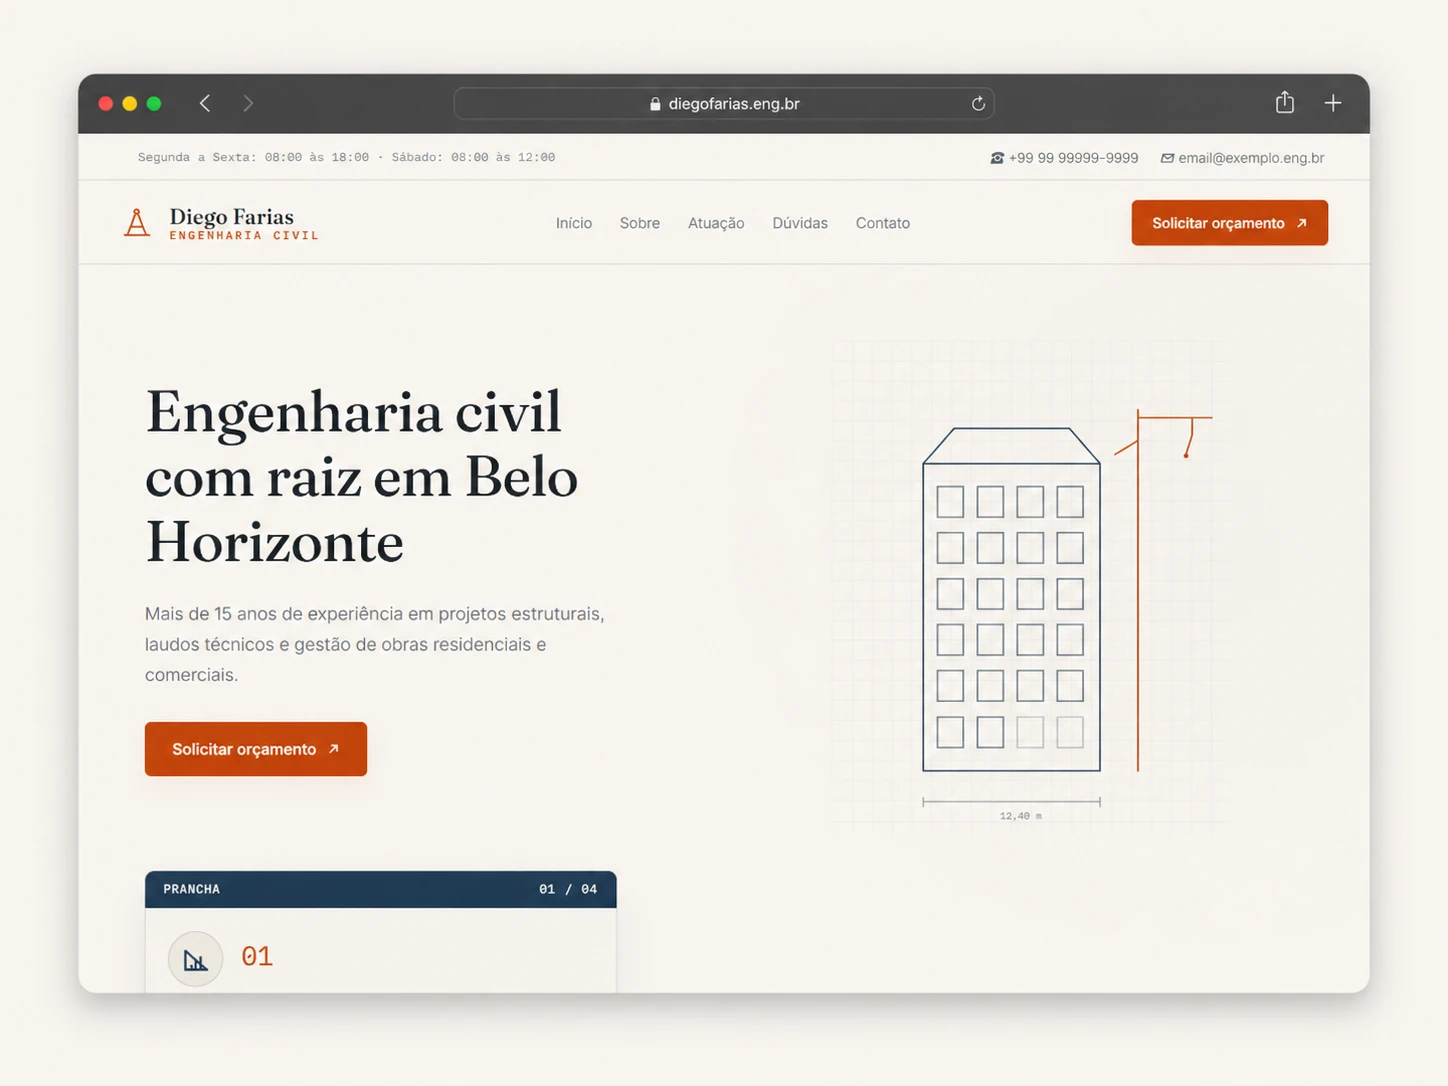 diegofarias.eng.br
Segunda a Sexta: 08:00 às 18:00 · Sábado: 08:00 às 12:00
+99 99 99999-9999
email@exemplo.eng.br
Diego Farias
ENGENHARIA CIVIL
Início
Sobre
Atuação
Dúvidas
Contato
Solicitar orçamento
Engenharia civil
com raiz em Belo
Horizonte
Mais de 15 anos de experiência em projetos estruturais,
laudos técnicos e gestão de obras residenciais e
comerciais.
Solicitar orçamento
12,40 m
PRANCHA
01 / 04
01